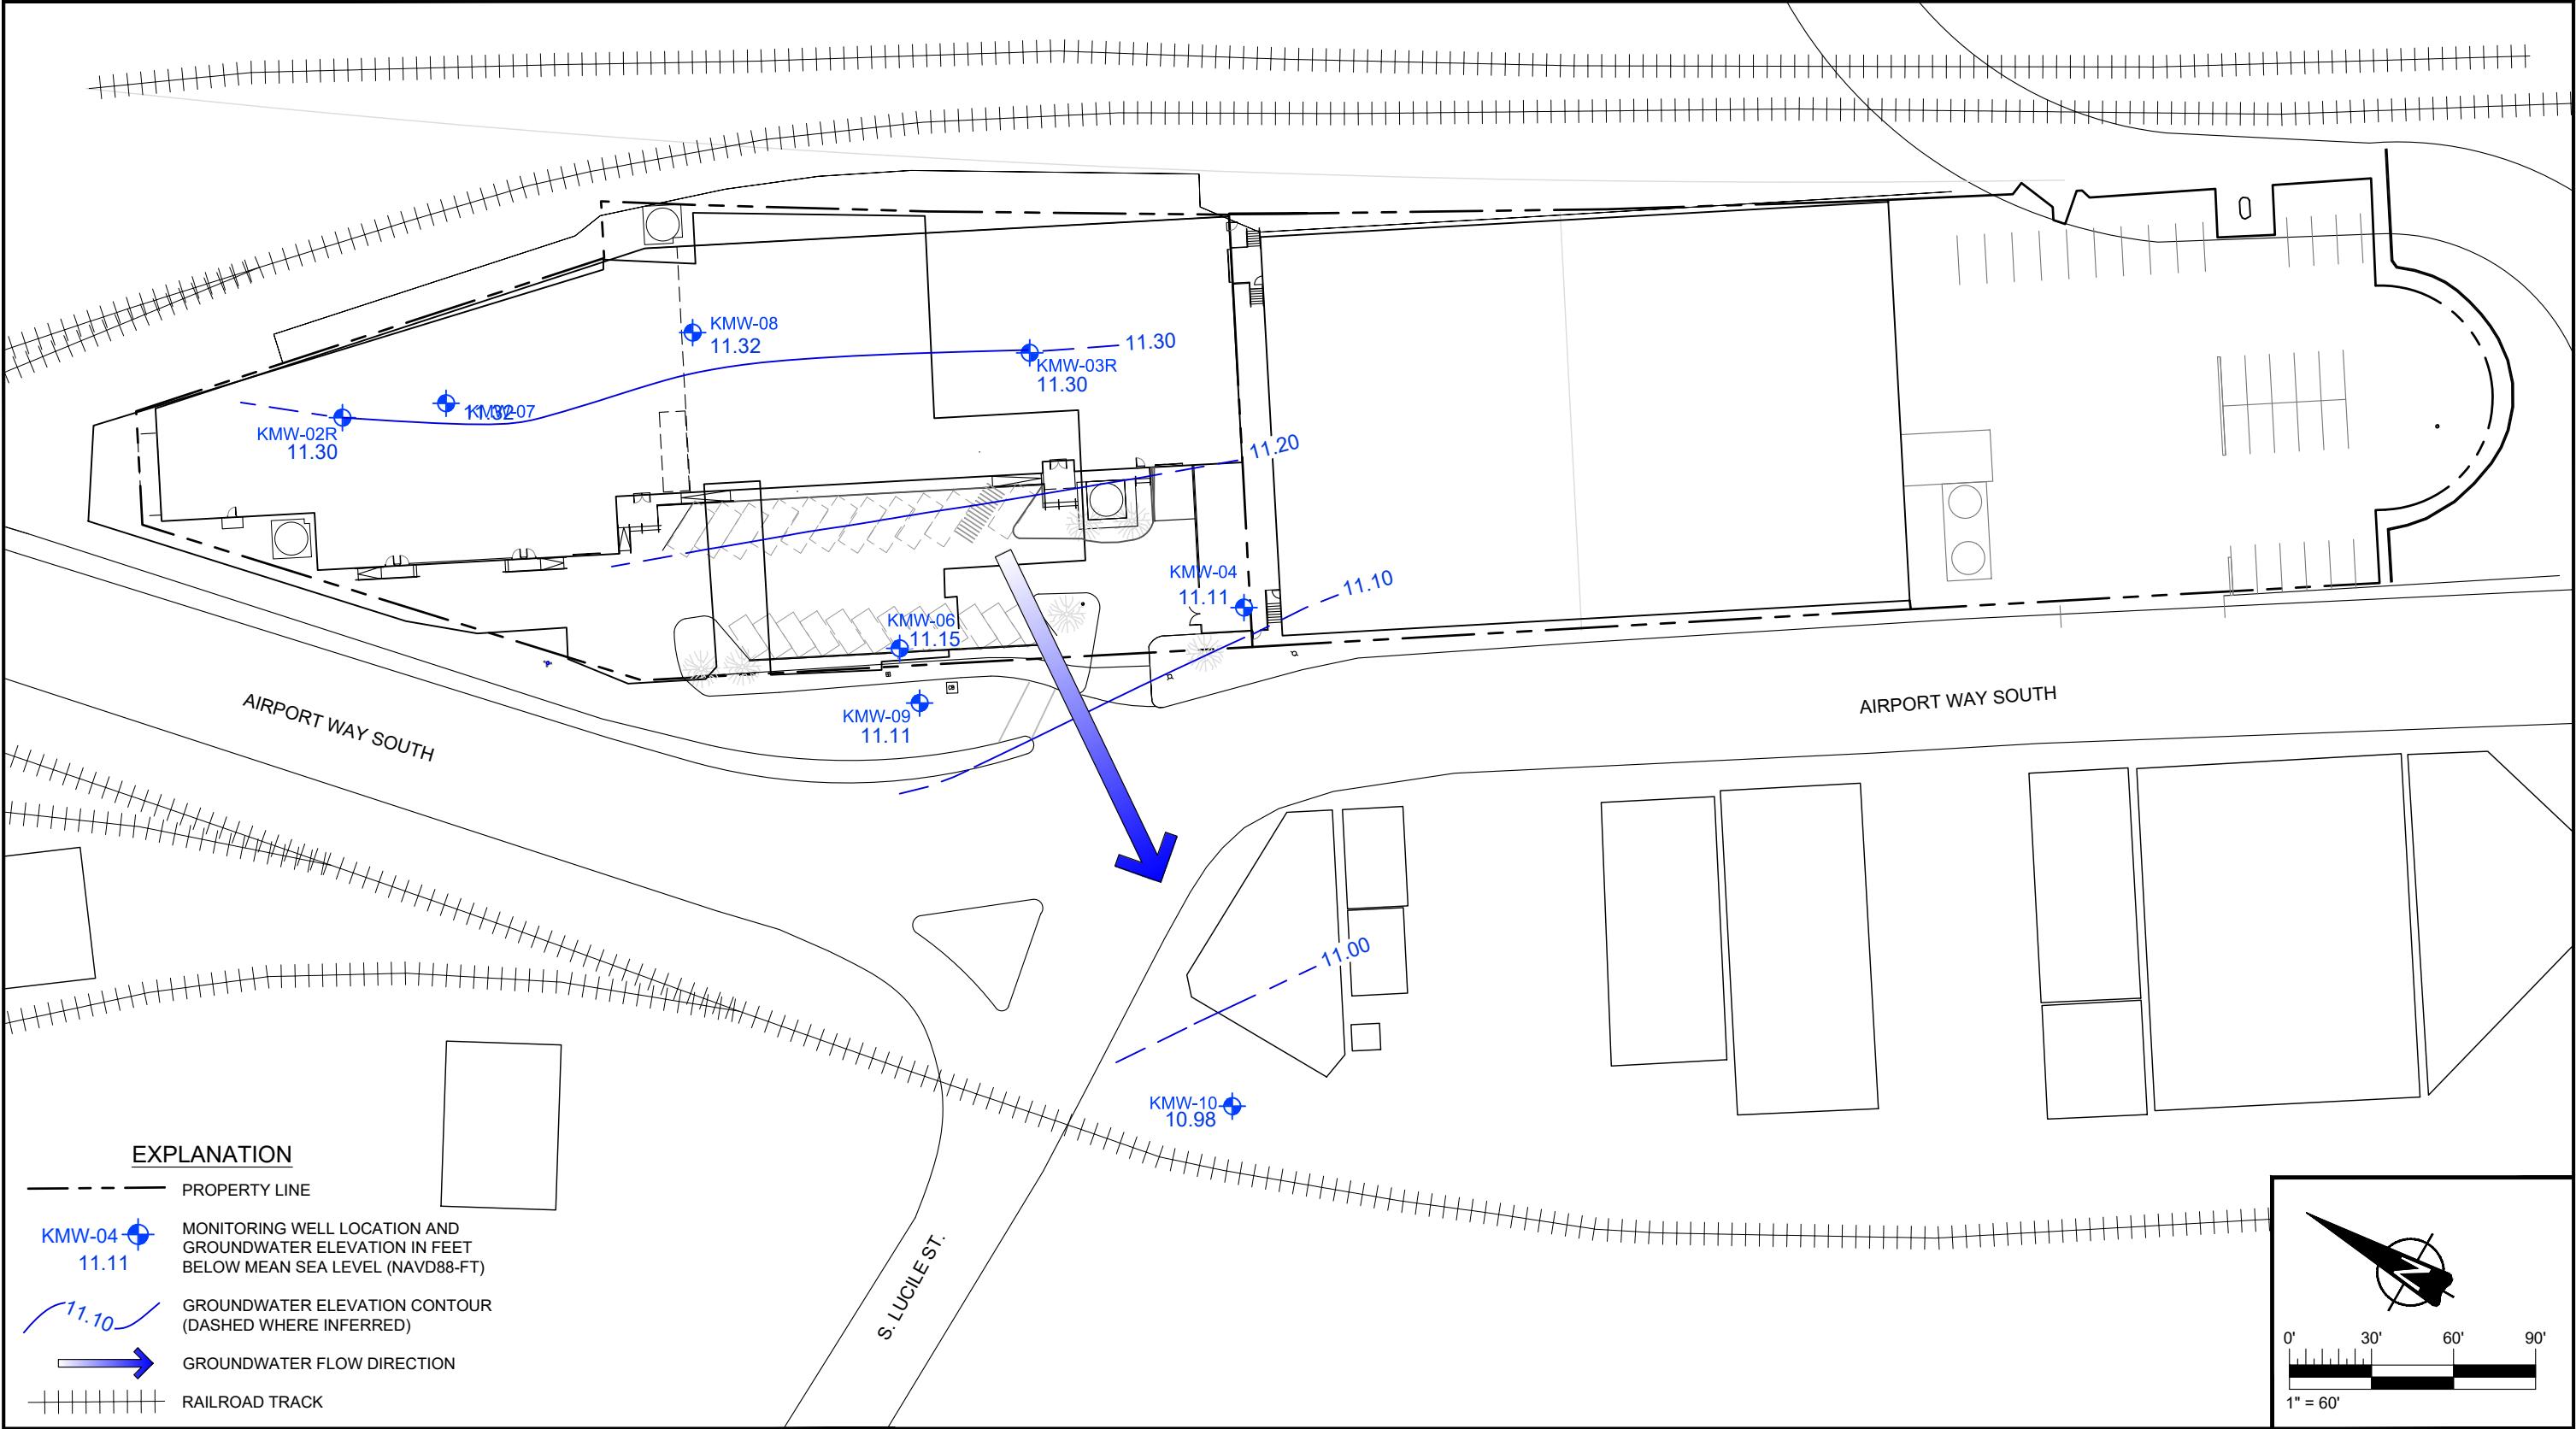 KMW-08
11.32
11.30
KMW-03R
11.30
KMW-07
11.32
KMW-02R
11.30
11.20
KMW-04
11.11
11.10
KMW-06
11.15
KMW-09
11.11
AIRPORT WAY SOUTH
AIRPORT WAY SOUTH
11.00
KMW-10
10.98
S. LUCILE ST.
EXPLANATION
PROPERTY LINE
KMW-04
11.11
MONITORING WELL LOCATION AND
GROUNDWATER ELEVATION IN FEET
BELOW MEAN SEA LEVEL (NAVD88-FT)
11.10
GROUNDWATER ELEVATION CONTOUR
(DASHED WHERE INFERRED)
GROUNDWATER FLOW DIRECTION
RAILROAD TRACK
N
0' 30' 60' 90'
1" = 60'